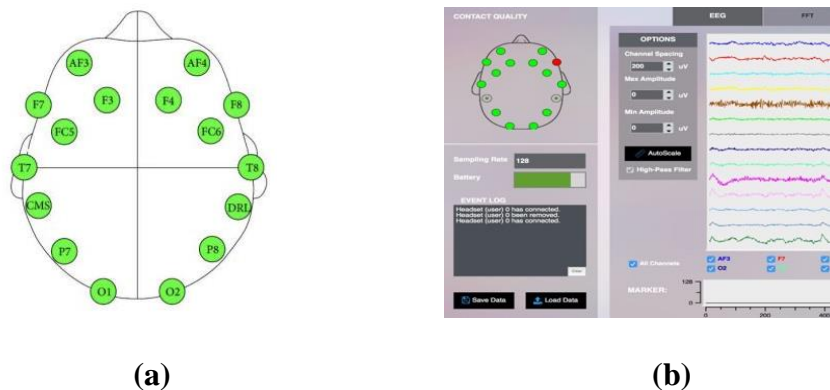 AF3
AF4
F7
F3
F4
F8
FC5
FC6
T7
T8
CMS
DRL
P7
P8
O1
O2
(a)
CONTACT QUALITY
EEG
FFT
OPTIONS
Channel Spacing
200 uV
Max Amplitude
0 uV
Min Amplitude
0 uV
AutoScale
High-Pass Filter
Sampling Rate 128
Battery
EVENT LOG
Headset (user) 0 has connected.
Headset (user) 0 been removed.
Headset (user) 0 has connected.
Save Data
Load Data
All Channels
AF3
F7
O2
MARKER:
128
0
0
200
400
(b)